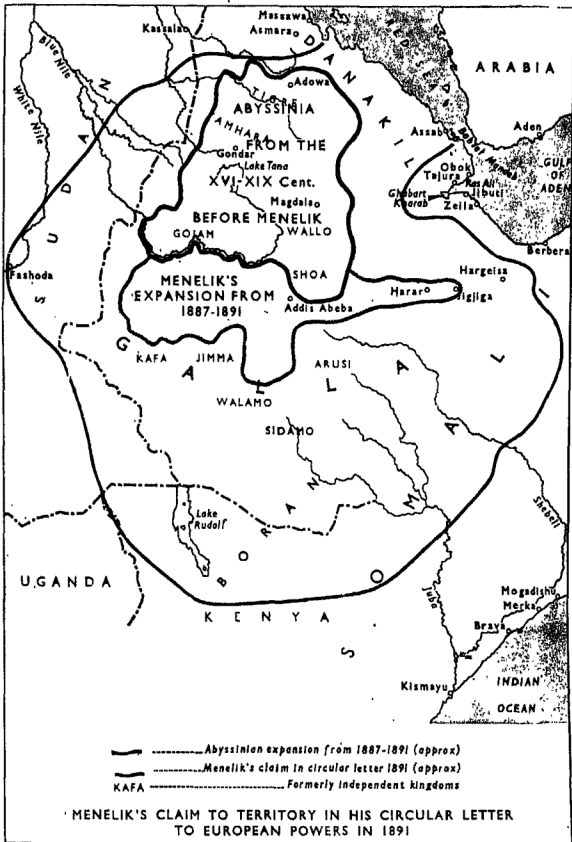 Massawa
Kassala
Asmara
RED SEA
ARABIA
Blue Nile
White Nile
DANAKIL
Adowa
TIGRE
ABYSSINIA
AMHARA
FROM THE
Gondar
Lake Tana
XVI-XIX Cent.
Magdala
BEFORE MENELIK
GOJAM
WALLO
Assab
Bab el Mandeb
Aden
Obok
Tajura
Ras Ali
GULF
OF
ADEN
Ghubart
Kharab
Jibuti
Zeila
Berbera
SUDAN
Fashoda
SHOA
MENELIK'S
EXPANSION FROM
1887-1891
Addis Abeba
Harar
Jigjiga
Hargeisa
GALLA
KAFA
JIMMA
ARUSI
WALAMO
SIDAMO
SOMALI
BORAN
Lake
Rudolf
UGANDA
KENYA
Shebeli
Juba
Mogadishu
Merka
Brava
Kismayu
INDIAN
OCEAN
Abyssinian expansion from 1887-1891 (approx)
Menelik's claim in circular letter 1891 (approx)
KAFA Formerly independent kingdoms
MENELIK'S CLAIM TO TERRITORY IN HIS CIRCULAR LETTER
TO EUROPEAN POWERS IN 1891